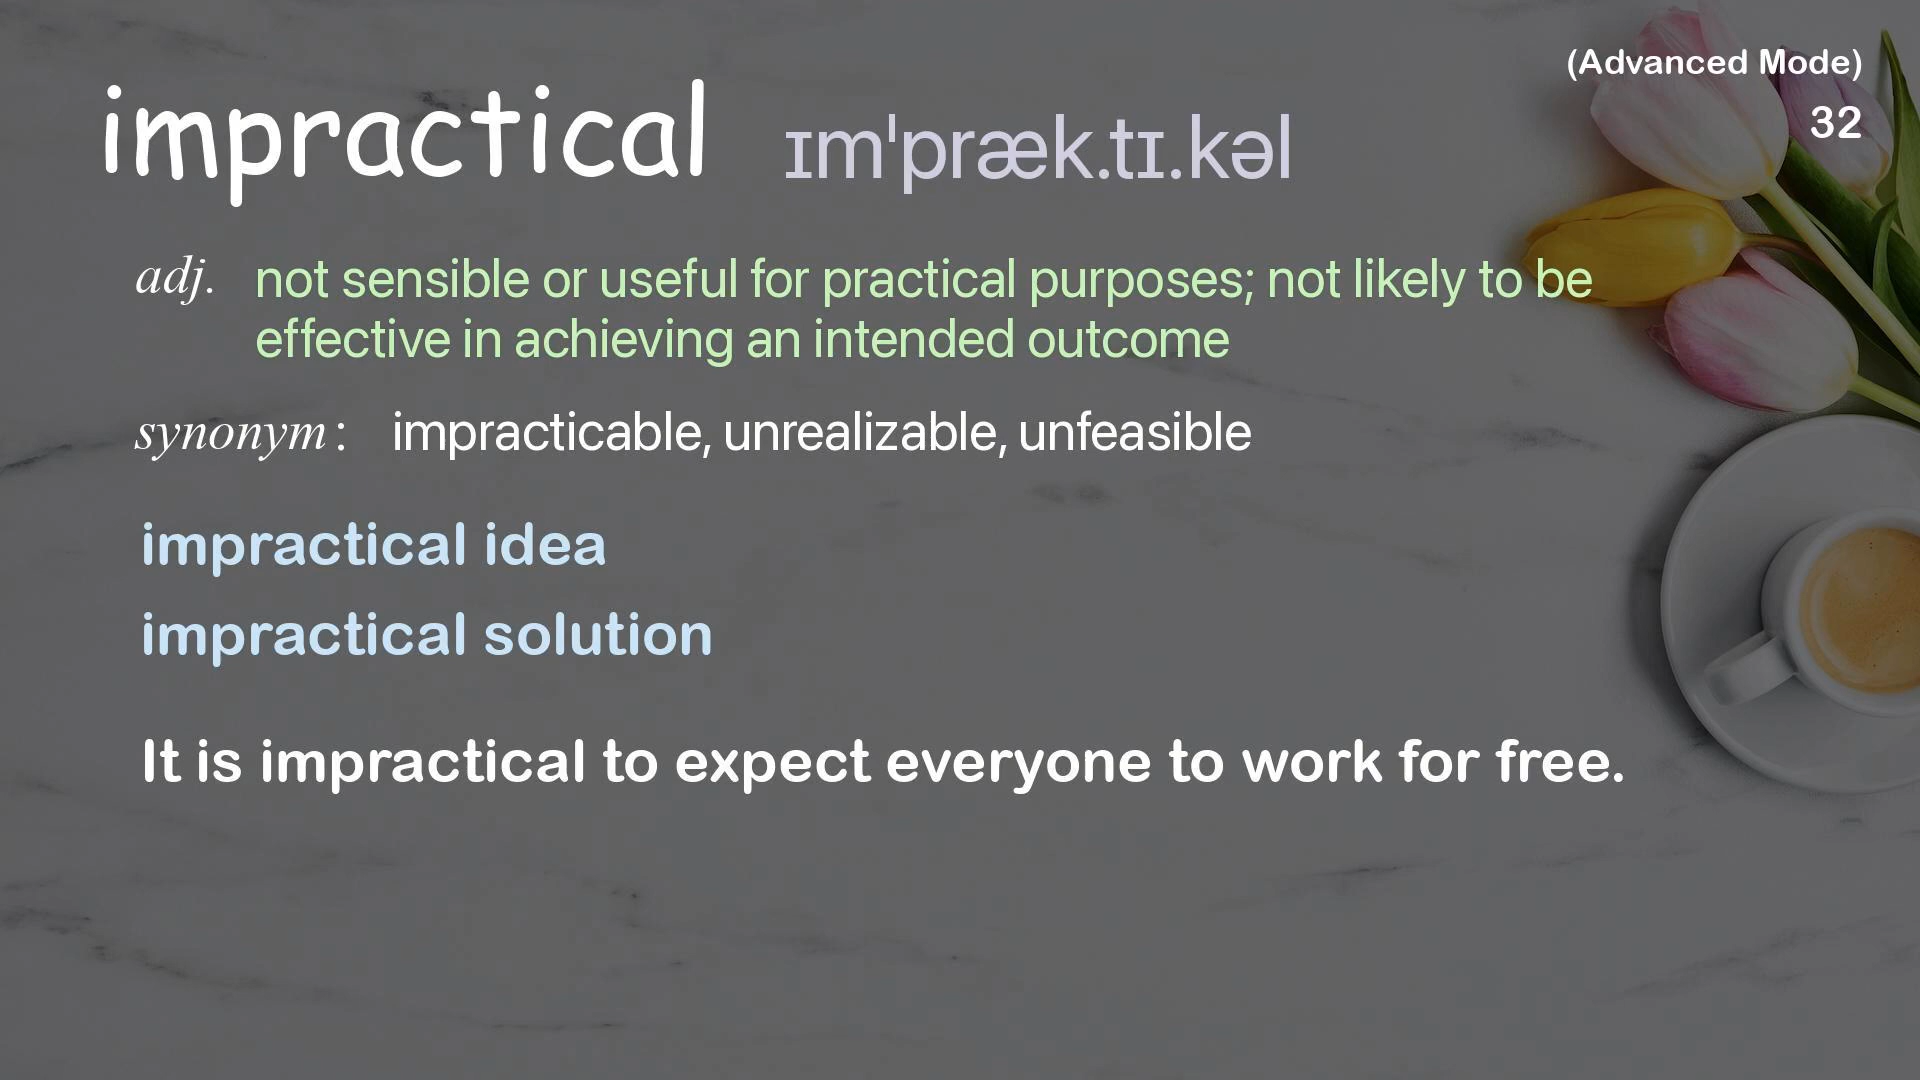 (Advanced Mode)
32
impractical ɪmˈpræk.tɪ.kəl
adj. not sensible or useful for practical purposes; not likely to be
effective in achieving an intended outcome
synonym: impracticable, unrealizable, unfeasible
impractical idea
impractical solution
It is impractical to expect everyone to work for free.